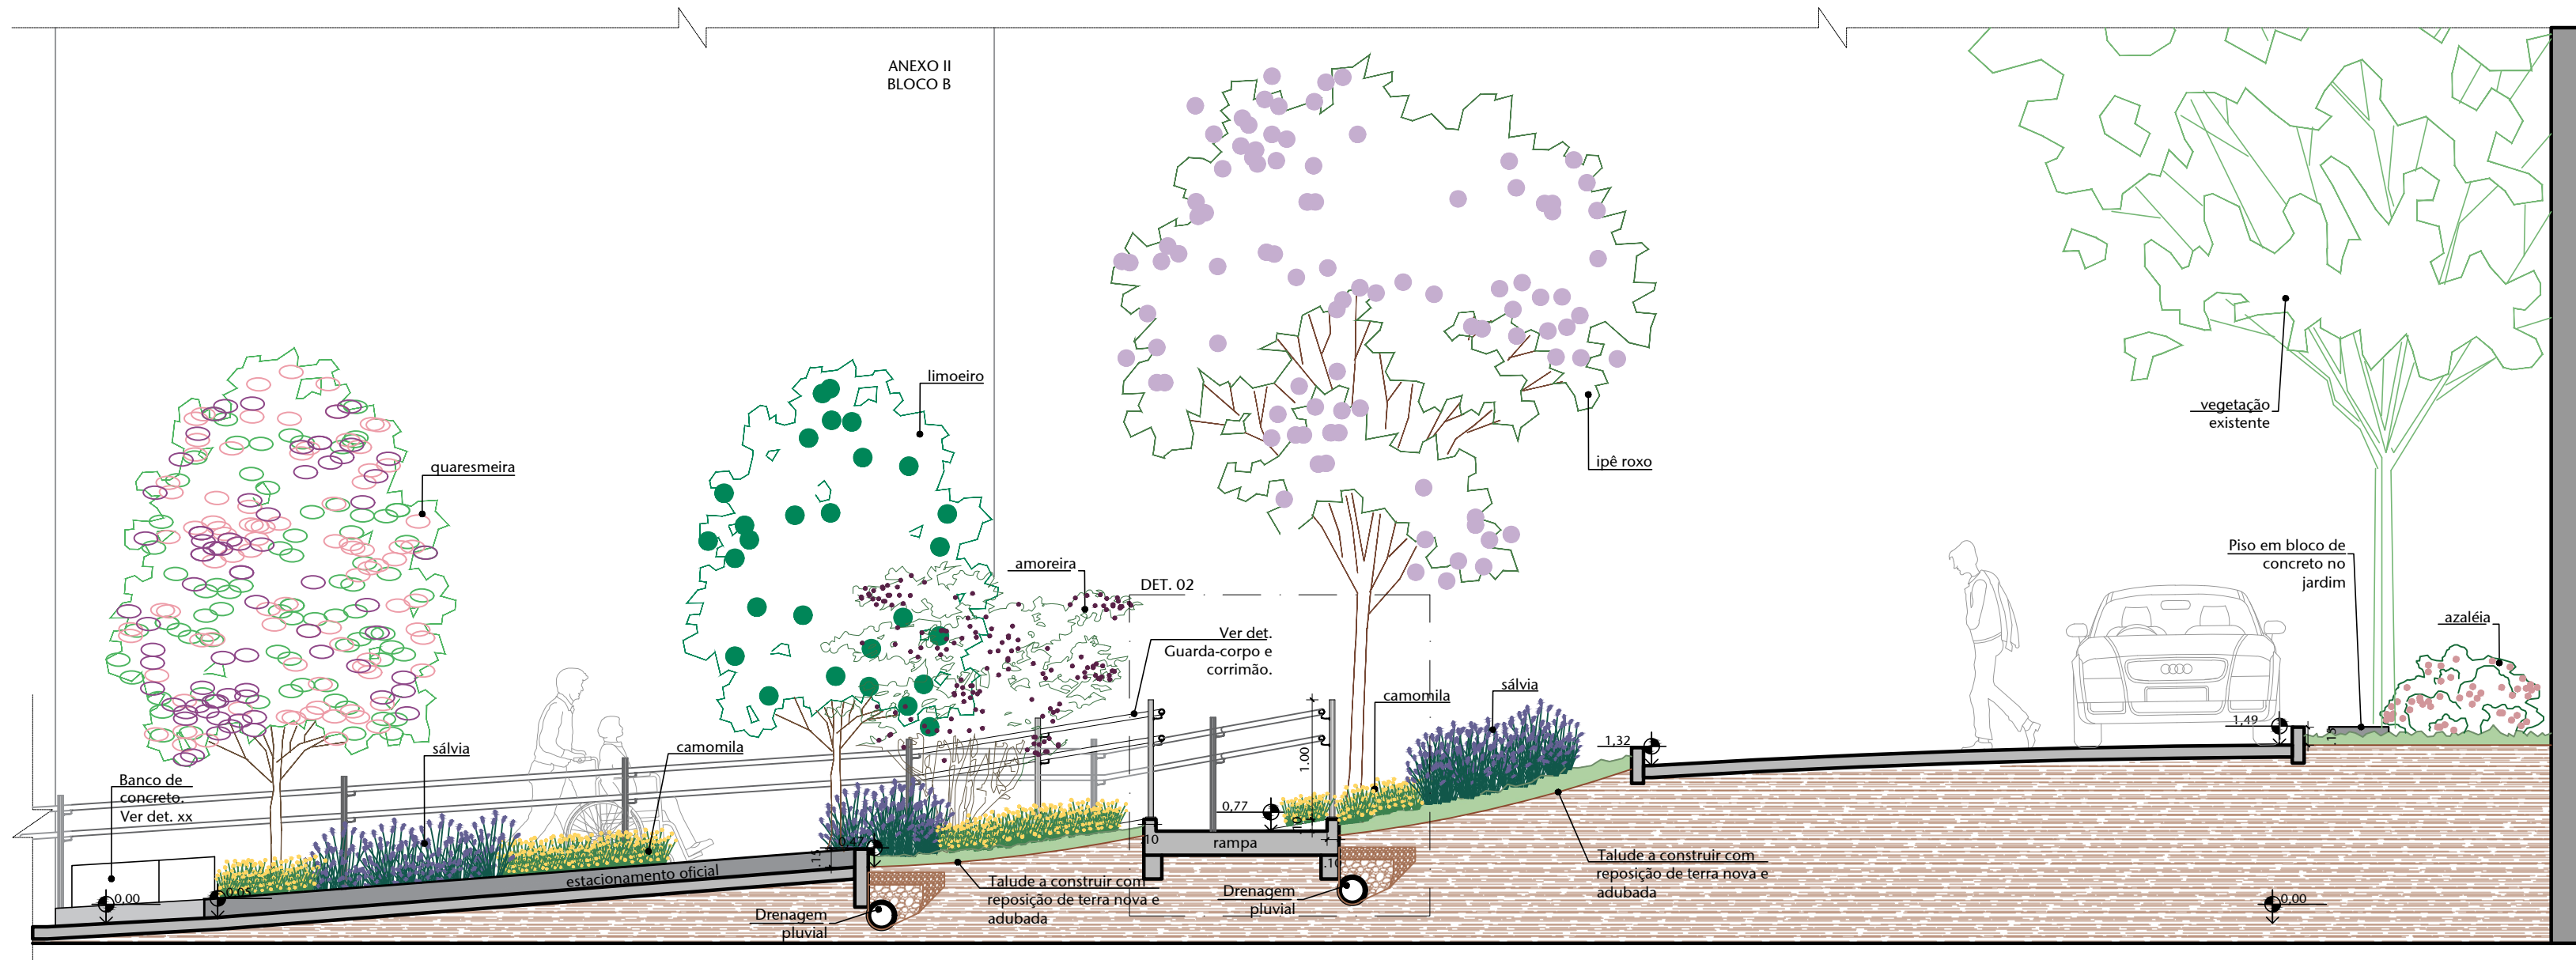 ANEXO II
BLOCO B
limoeiro
quaresmeira
ipê roxo
vegetação
existente
amoreira
DET. 02
Ver det.
Guarda-corpo e
corrimão.
Piso em bloco de
concreto no
jardim
azaléia
sálvia
camomila
Banco de
concreto.
Ver det. xx
camomila
sálvia
0,00
0,05
estacionamento oficial
0,47
.15
Drenagem
pluvial
Talude a construir com
reposição de terra nova e
adubada
10
rampa
0,77
1.00
.10
.10
Drenagem
pluvial
Talude a construir com
reposição de terra nova e
adubada
1,32
1,49
.15
0,00